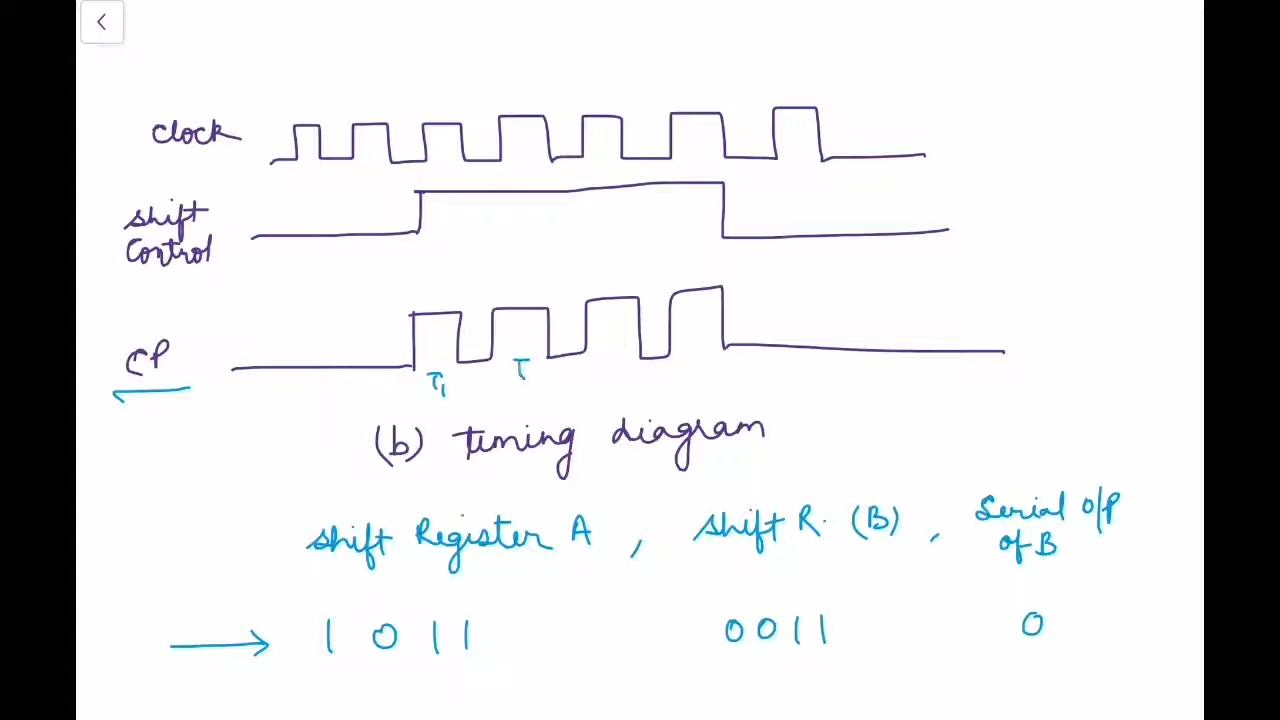 clock
shift
control
CP
T1 T
(b) timing diagram
shift Register A , shift R. (B) , Serial o/p
of B
1 0 1 1 0 0 1 1 0